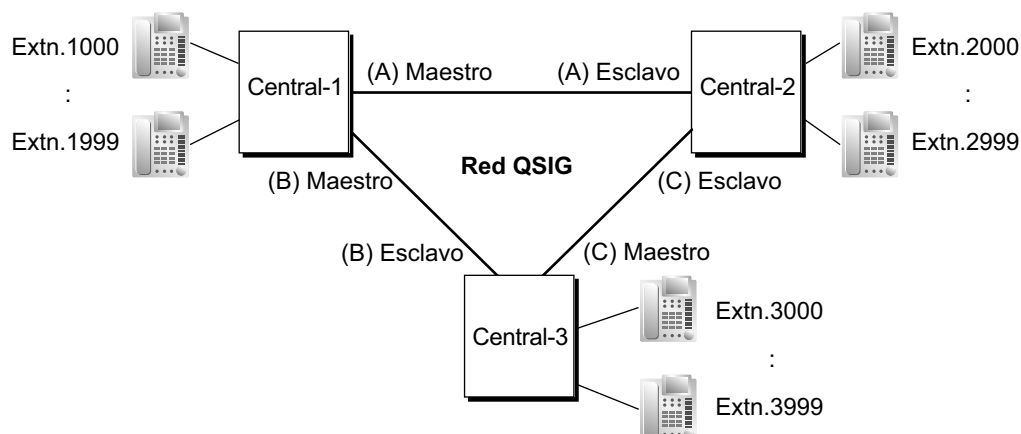 Extn.1000
:
Extn.1999
Central-1
(A) Maestro
(A) Esclavo
Central-2
Extn.2000
:
Extn.2999
(B) Maestro
Red QSIG
(C) Esclavo
(B) Esclavo
(C) Maestro
Central-3
Extn.3000
:
Extn.3999